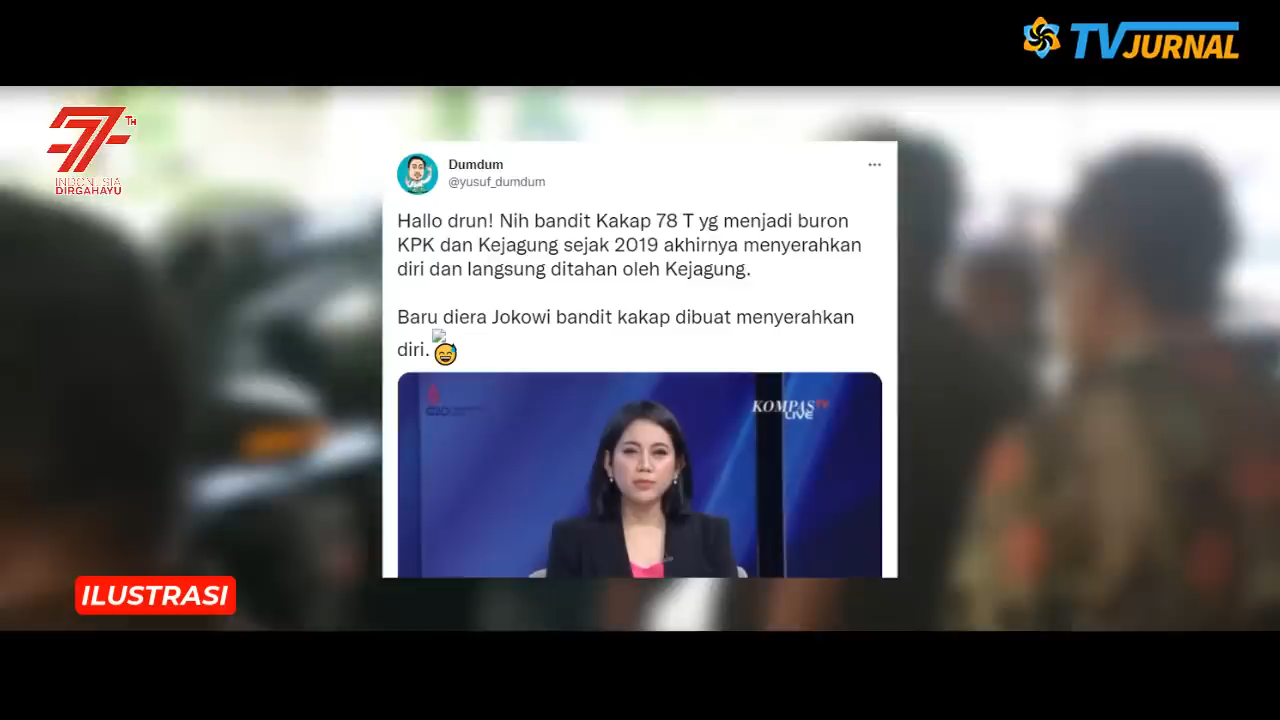 TVJURNAL
77 TH
INDONESIA
DIRGAHAYU
Dumdum
@yusuf_dumdum
Hallo drun! Nih bandit Kakap 78 T yg menjadi buron
KPK dan Kejagung sejak 2019 akhirnya menyerahkan
diri dan langsung ditahan oleh Kejagung.
Baru diera Jokowi bandit kakap dibuat menyerahkan
diri.
G20
KOMPAS TV
LIVE
ILUSTRASI